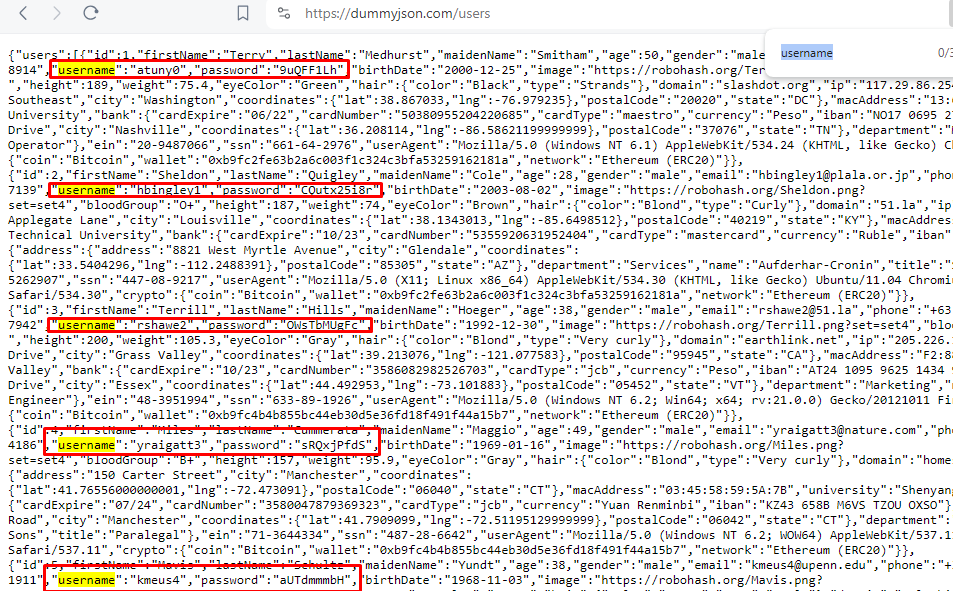 https://dummyjson.com/users
username 0/3
{"users":[{"id":1,"firstName":"Terry","lastName":"Medhurst","maidenName":"Smitham","age":50,"gender":"male
8914","username":"atuny0","password":"9uQFF1Lh","birthDate":"2000-12-25","image":"https://robohash.org/Ter
","height":189,"weight":75.4,"eyeColor":"Green","hair":{"color":"Black","type":"Strands"},"domain":"slashdot.org","ip":"117.29.86.254
Southeast","city":"Washington","coordinates":{"lat":38.867033,"lng":-76.979235},"postalCode":"20020","state":"DC"},"macAddress":"13:
University","bank":{"cardExpire":"06/22","cardNumber":"50380955204220685","cardType":"maestro","currency":"Peso","iban":"NO17 0695 2
Drive","city":"Nashville","coordinates":{"lat":36.208114,"lng":-86.58621199999999},"postalCode":"37076","state":"TN"},"department":"
Operator"},"ein":"20-9487066","ssn":"661-64-2976","userAgent":"Mozilla/5.0 (Windows NT 6.1) AppleWebKit/534.24 (KHTML, like Gecko) Ch
{"coin":"Bitcoin","wallet":"0xb9fc2fe63b2a6c003f1c324c3bfa53259162181a","network":"Ethereum (ERC20)"}},
{"id":2,"firstName":"Sheldon","lastName":"Quigley","maidenName":"Cole","age":28,"gender":"male","email":"hbingley1@plala.or.jp","phone
7139","username":"hbingley1","password":"CQutx25i8r","birthDate":"2003-08-02","image":"https://robohash.org/Sheldon.png?
set=set4","bloodGroup":"O+","height":187,"weight":74,"eyeColor":"Brown","hair":{"color":"Blond","type":"Curly"},"domain":"51.la","ip
Applegate Lane","city":"Louisville","coordinates":{"lat":38.1343013,"lng":-85.6498512},"postalCode":"40219","state":"KY"},"macAddres
Technical University","bank":{"cardExpire":"10/23","cardNumber":"5355920631952404","cardType":"mastercard","currency":"Ruble","iban"
{"address":{"address":"8821 West Myrtle Avenue","city":"Glendale","coordinates":
{"lat":33.5404296,"lng":-112.2488391},"postalCode":"85305","state":"AZ"},"department":"Services","name":"Aufderhar-Cronin","title":"S
5262907","ssn":"447-08-9217","userAgent":"Mozilla/5.0 (X11; Linux x86_64) AppleWebKit/534.30 (KHTML, like Gecko) Ubuntu/11.04 Chromi
Safari/534.30","crypto":{"coin":"Bitcoin","wallet":"0xb9fc2fe63b2a6c003f1c324c3bfa53259162181a","network":"Ethereum (ERC20)"}},
{"id":3,"firstName":"Terrill","lastName":"Hills","maidenName":"Hoeger","age":38,"gender":"male","email":"rshawe2@51.la","phone":"+63
7942","username":"rshawe2","password":"OWsTbMUgFc","birthDate":"1992-12-30","image":"https://robohash.org/Terrill.png?set=set4","bloo
","height":200,"weight":105.3,"eyeColor":"Gray","hair":{"color":"Blond","type":"Very curly"},"domain":"earthlink.net","ip":"205.226.1
Drive","city":"Grass Valley","coordinates":{"lat":39.213076,"lng":-121.077583},"postalCode":"95945","state":"CA"},"macAddress":"F2:8
Valley","bank":{"cardExpire":"10/23","cardNumber":"3586082982526703","cardType":"jcb","currency":"Peso","iban":"AT24 1095 9625 1434 9
Drive","city":"Essex","coordinates":{"lat":44.492953,"lng":-73.101883},"postalCode":"05452","state":"VT"},"department":"Marketing","n
Engineer"},"ein":"48-3951994","ssn":"633-89-1926","userAgent":"Mozilla/5.0 (Windows NT 6.2; Win64; x64; rv:21.0.0) Gecko/20121011 Fi
{"coin":"Bitcoin","wallet":"0xb9fc4b4b855bc44eb30d5e36fd18f491f44a15b7","network":"Ethereum (ERC20)"}},
{"id":4,"firstName":"Miles","lastName":"Cummerata","maidenName":"Maggio","age":49,"gender":"male","email":"yraigatt3@nature.com","pho
4186","username":"yraigatt3","password":"sRQxjPfdS","birthDate":"1969-01-16","image":"https://robohash.org/Miles.png?
set=set4","bloodGroup":"B+","height":157,"weight":95.9,"eyeColor":"Gray","hair":{"color":"Blond","type":"Very curly"},"domain":"home
{"address":"150 Carter Street","city":"Manchester","coordinates":
{"lat":41.76556000000001,"lng":-72.473091},"postalCode":"06040","state":"CT"},"macAddress":"03:45:58:59:5A:7B","university":"Shenyang
{"cardExpire":"07/24","cardNumber":"3580047879369323","cardType":"jcb","currency":"Yuan Renminbi","iban":"KZ43 658B M6VS TZOU OXSO"}
Road","city":"Manchester","coordinates":{"lat":41.7909099,"lng":-72.51195129999999},"postalCode":"06042","state":"CT"},"department":
Sons","title":"Paralegal"},"ein":"71-3644334","ssn":"487-28-6642","userAgent":"Mozilla/5.0 (Windows NT 6.2; WOW64) AppleWebKit/537.1
Safari/537.11","crypto":{"coin":"Bitcoin","wallet":"0xb9fc4b4b855bc44eb30d5e36fd18f491f44a15b7","network":"Ethereum (ERC20)"}},
{"id":5,"firstName":"Mavis","lastName":"Schultz","maidenName":"Yundt","age":38,"gender":"male","email":"kmeus4@upenn.edu","phone":"+
1911","username":"kmeus4","password":"aUTdmmmbH","birthDate":"1968-11-03","image":"https://robohash.org/Mavis.png?